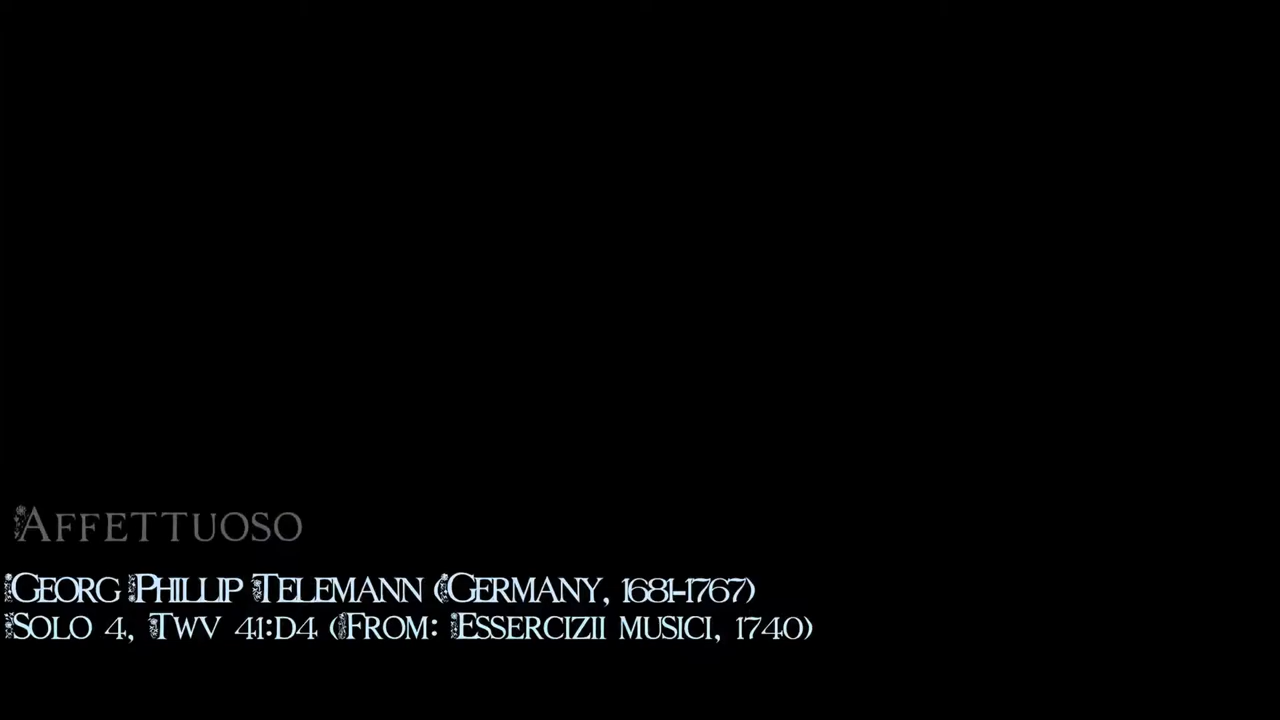 Affettuoso
Georg Phillip Telemann (Germany, 1681-1767)
Solo 4, Twv 41:d4 (From: Essercizii musici, 1740)